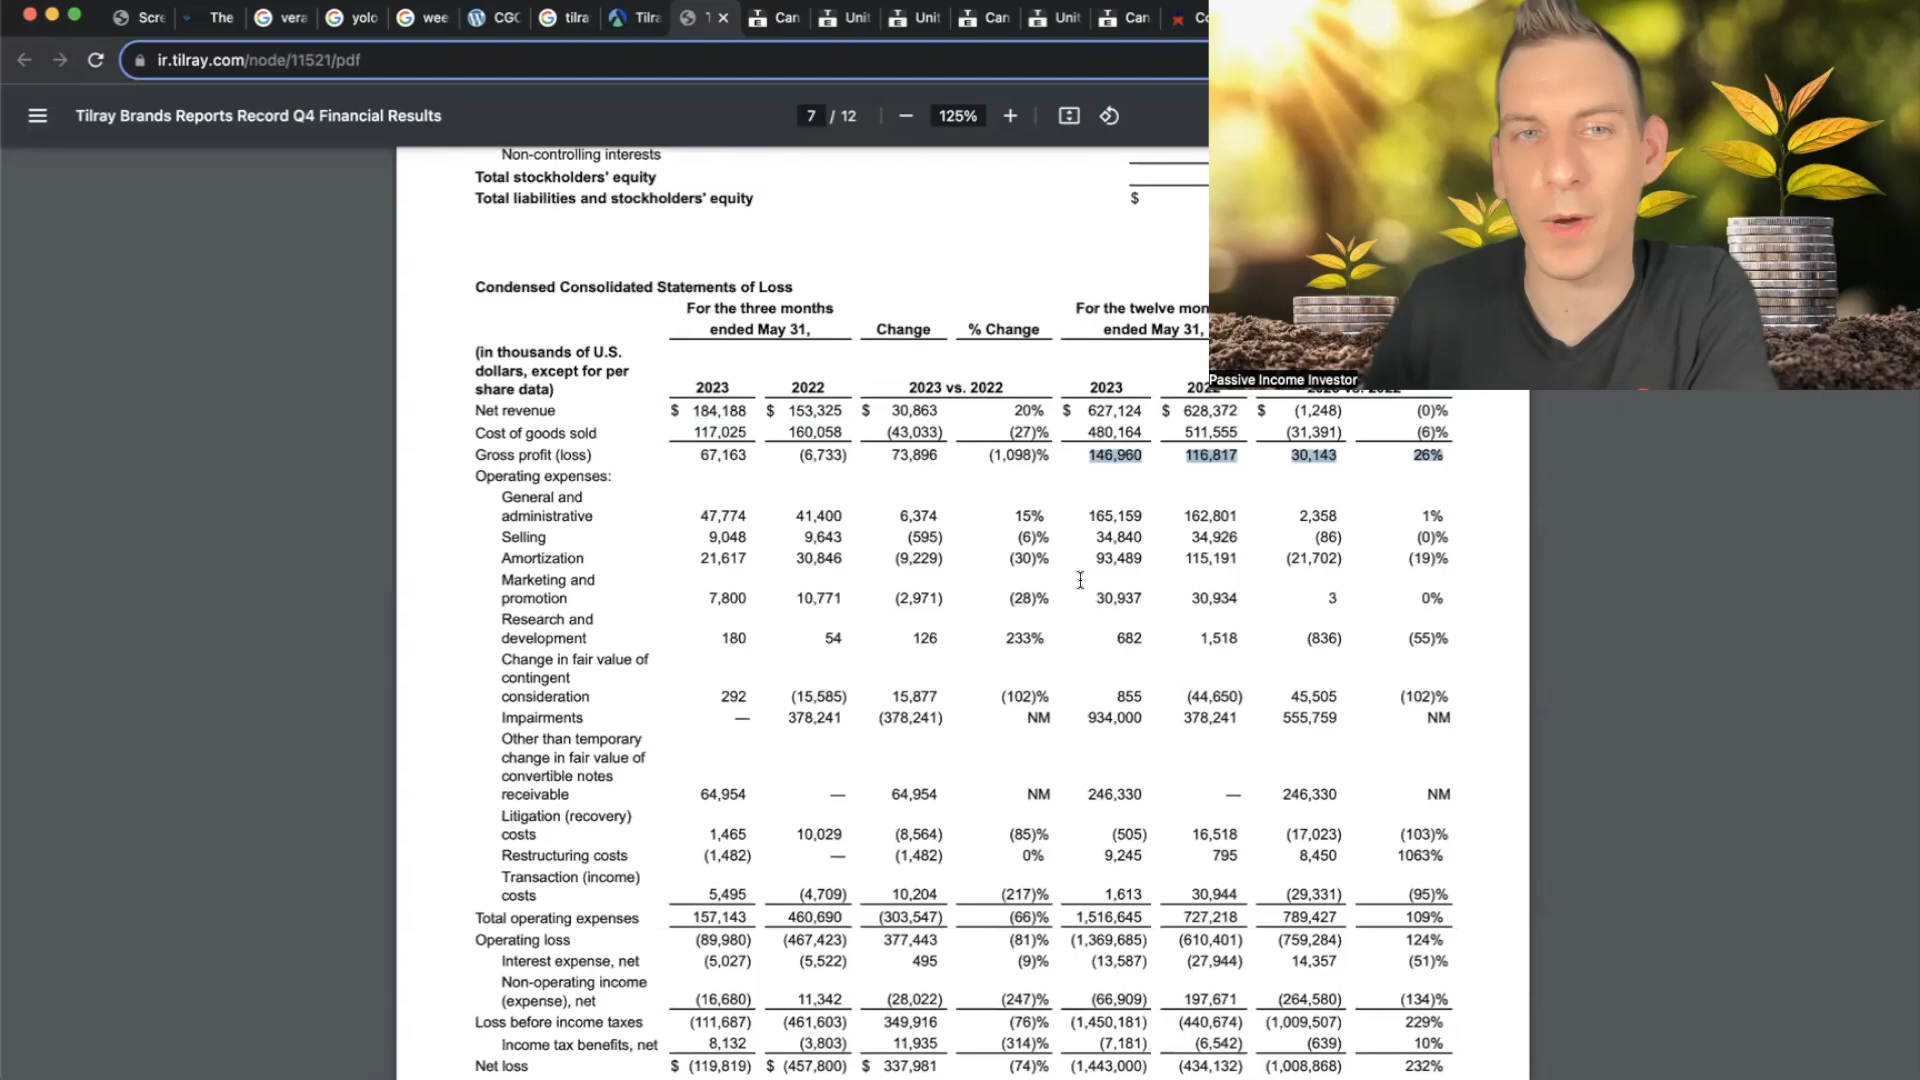 Scre
The
vera
yolo
wee
CGC
tilra
Tilra
Can
Unit
Unit
Can
Unit
Can
Co
ir.tilray.com/node/11521/pdf
Tilray Brands Reports Record Q4 Financial Results
7 / 12
125%
Non-controlling interests
Total stockholders' equity
Total liabilities and stockholders' equity $
Condensed Consolidated Statements of Loss
For the three months For the twelve mon
ended May 31, Change % Change ended May 31,
(in thousands of U.S.
dollars, except for per
share data) 2023 2022 2023 vs. 2022 2023
Passive Income Investor
Net revenue $ 184,188 $ 153,325 $ 30,863 20% $ 627,124 $ 628,372 $ (1,248) (0)%
Cost of goods sold 117,025 160,058 (43,033) (27)% 480,164 511,555 (31,391) (6)%
Gross profit (loss) 67,163 (6,733) 73,896 (1,098)% 146,960 116,817 30,143 26%
Operating expenses:
General and
administrative 47,774 41,400 6,374 15% 165,159 162,801 2,358 1%
Selling 9,048 9,643 (595) (6)% 34,840 34,926 (86) (0)%
Amortization 21,617 30,846 (9,229) (30)% 93,489 115,191 (21,702) (19)%
Marketing and
promotion 7,800 10,771 (2,971) (28)% 30,937 30,934 3 0%
Research and
development 180 54 126 233% 682 1,518 (836) (55)%
Change in fair value of
contingent
consideration 292 (15,585) 15,877 (102)% 855 (44,650) 45,505 (102)%
Impairments — 378,241 (378,241) NM 934,000 378,241 555,759 NM
Other than temporary
change in fair value of
convertible notes
receivable 64,954 — 64,954 NM 246,330 — 246,330 NM
Litigation (recovery)
costs 1,465 10,029 (8,564) (85)% (505) 16,518 (17,023) (103)%
Restructuring costs (1,482) — (1,482) 0% 9,245 795 8,450 1063%
Transaction (income)
costs 5,495 (4,709) 10,204 (217)% 1,613 30,944 (29,331) (95)%
Total operating expenses 157,143 460,690 (303,547) (66)% 1,516,645 727,218 789,427 109%
Operating loss (89,980) (467,423) 377,443 (81)% (1,369,685) (610,401) (759,284) 124%
Interest expense, net (5,027) (5,522) 495 (9)% (13,587) (27,944) 14,357 (51)%
Non-operating income
(expense), net (16,680) 11,342 (28,022) (247)% (66,909) 197,671 (264,580) (134)%
Loss before income taxes (111,687) (461,603) 349,916 (76)% (1,450,181) (440,674) (1,009,507) 229%
Income tax benefits, net 8,132 (3,803) 11,935 (314)% (7,181) (6,542) (639) 10%
Net loss $ (119,819) $ (457,800) $ 337,981 (74)% (1,443,000) (434,132) (1,008,868) 232%